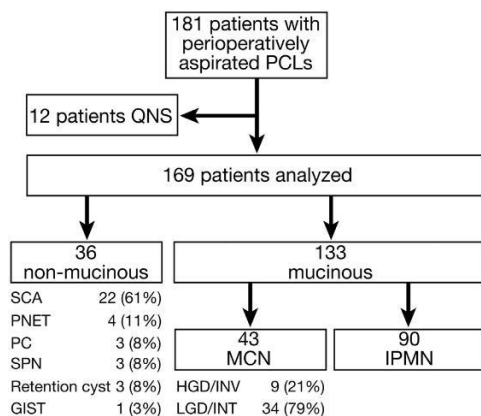 181 patients with
perioperatively
aspirated PCLs
12 patients QNS
169 patients analyzed
36
non-mucinous
133
mucinous
SCA 22 (61%)
PNET 4 (11%)
PC 3 (8%)
SPN 3 (8%)
Retention cyst 3 (8%)
GIST 1 (3%)
43
MCN
90
IPMN
HGD/INV 9 (21%)
LGD/INT 34 (79%)